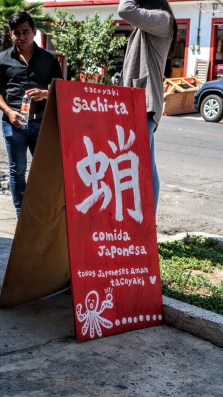 tacoyaki
Sachi-ta
蛸
comida
Japonesa
todos Japoneses aman
tacoyaki ♥